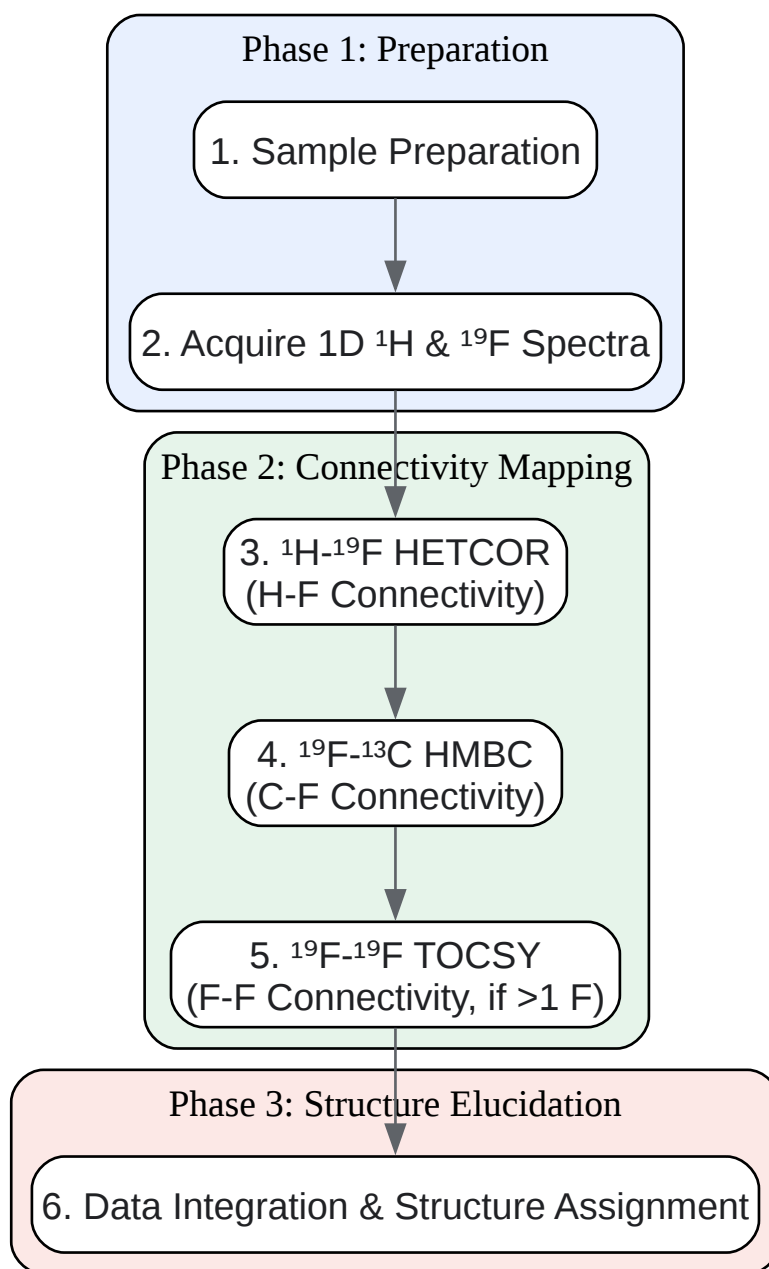 Phase 1: Preparation
1. Sample Preparation
2. Acquire 1D ¹H & ¹⁹F Spectra
Phase 2: Connectivity Mapping
3. ¹H-¹⁹F HETCOR
(H-F Connectivity)
4. ¹⁹F-¹³C HMBC
(C-F Connectivity)
5. ¹⁹F-¹⁹F TOCSY
(F-F Connectivity, if >1 F)
Phase 3: Structure Elucidation
6. Data Integration & Structure Assignment